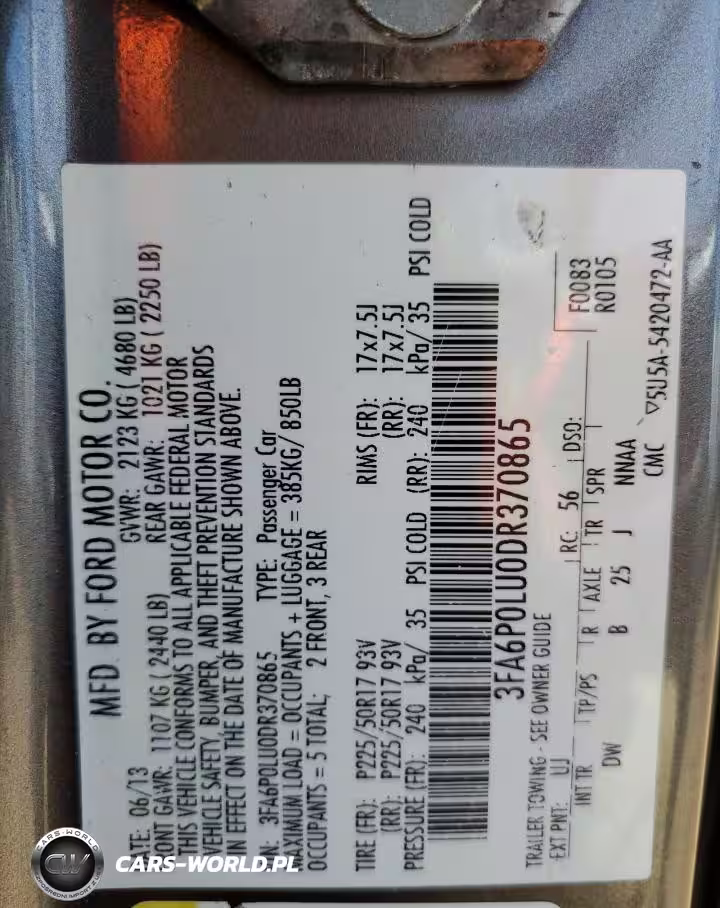 MFD. BY FORD MOTOR CO.
DATE: 06/13 GVWR: 2123 KG ( 4680 LB)
FRONT GAWR: 1107 KG ( 2440 LB) REAR GAWR: 1021 KG ( 2250 LB)
THIS VEHICLE CONFORMS TO ALL APPLICABLE FEDERAL MOTOR
VEHICLE SAFETY, BUMPER, AND THEFT PREVENTION STANDARDS
IN EFFECT ON THE DATE OF MANUFACTURE SHOWN ABOVE.
VIN: 3FA6P0LU0DR370865 TYPE: Passenger Car
MAXIMUM LOAD = OCCUPANTS + LUGGAGE = 385KG/ 850LB
OCCUPANTS = 5 TOTAL; 2 FRONT, 3 REAR
TIRE (FR): P225/50R17 93V RIMS (FR): 17x7.5J
(RR): P225/50R17 93V (RR): 17x7.5J
PRESSURE (FR): 240 kPa/ 35 PSI COLD (RR): 240 kPa/ 35 PSI COLD
3FA6P0LU0DR370865
TRAILER TOWING - SEE OWNER GUIDE
F0083
R0105
EXT PNT: UJ RC: 56 DSO:
INT TR TP/PS R AXLE TR SPR
DW B 25 J NNAA
CMC ▽5U5A-5420472-AA
CARS-WORLD
CW
CARS-WORLD.PL